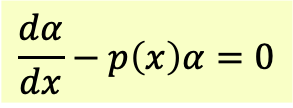 dα/dx − p(x)α = 0